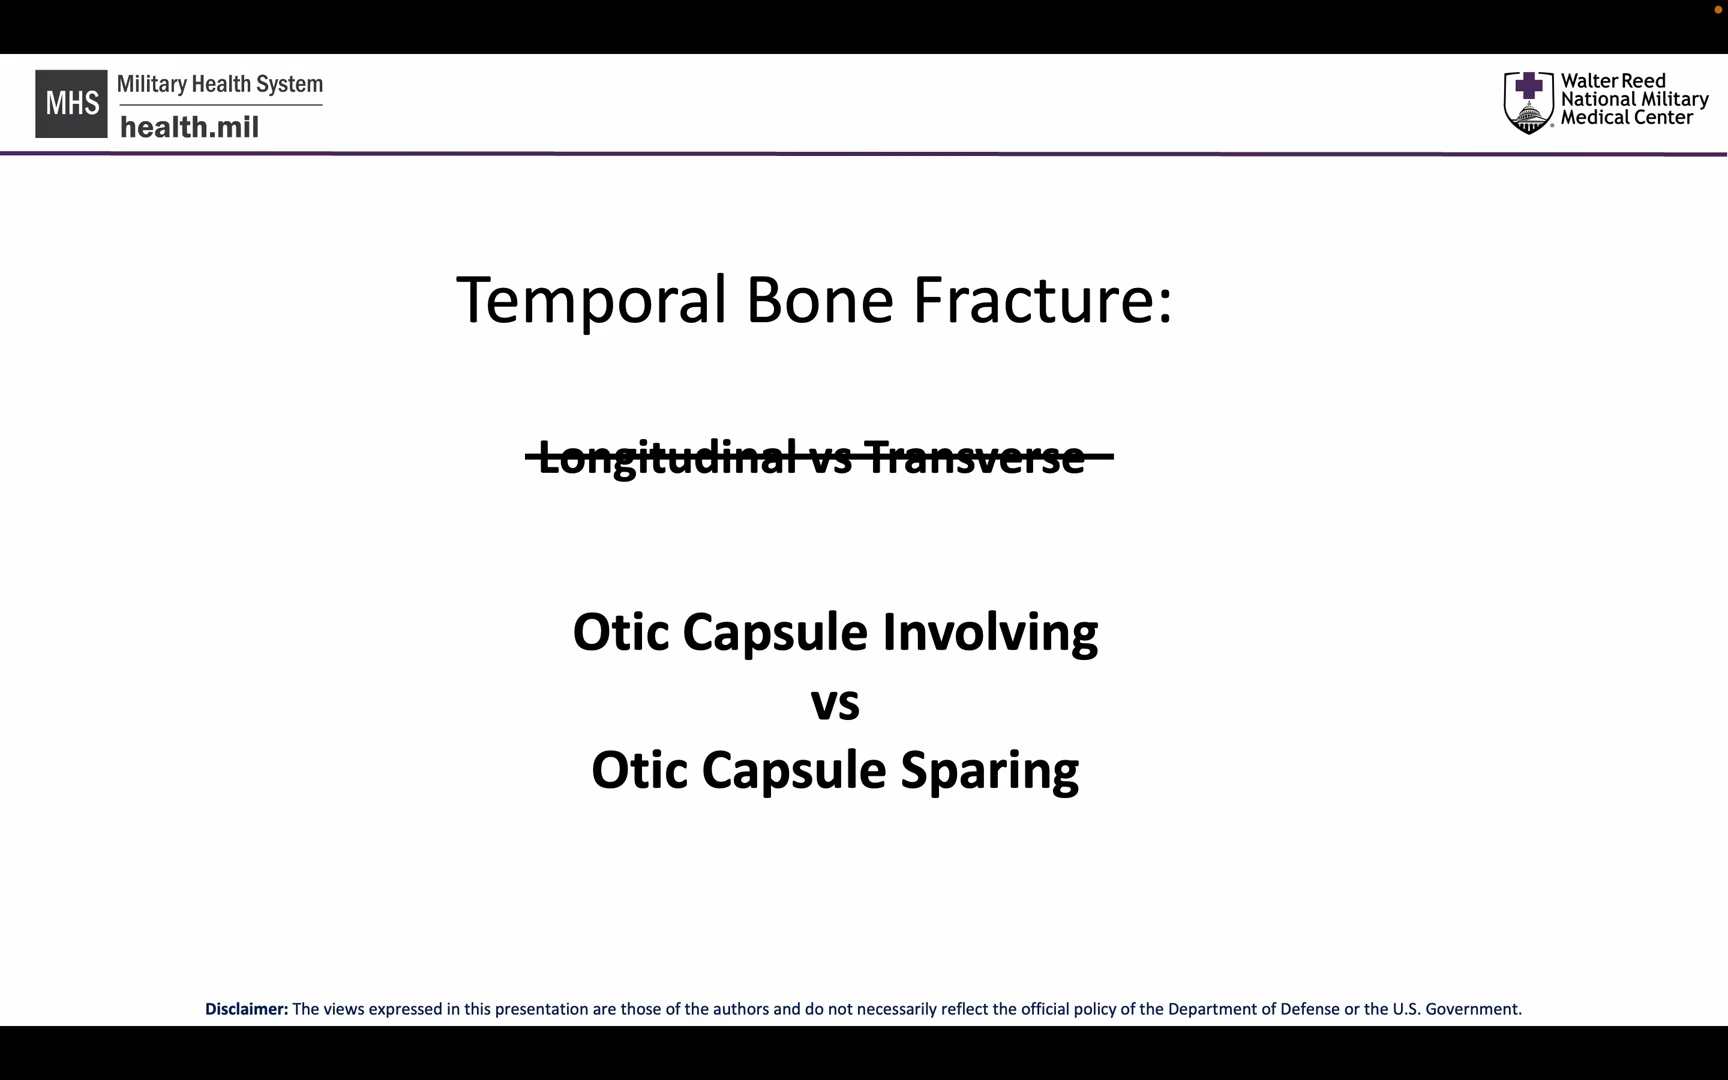 MHS
Military Health System
health.mil
Walter Reed
National Military
Medical Center
Temporal Bone Fracture:
Longitudinal vs Transverse
Otic Capsule Involving
vs
Otic Capsule Sparing
Disclaimer: The views expressed in this presentation are those of the authors and do not necessarily reflect the official policy of the Department of Defense or the U.S. Government.